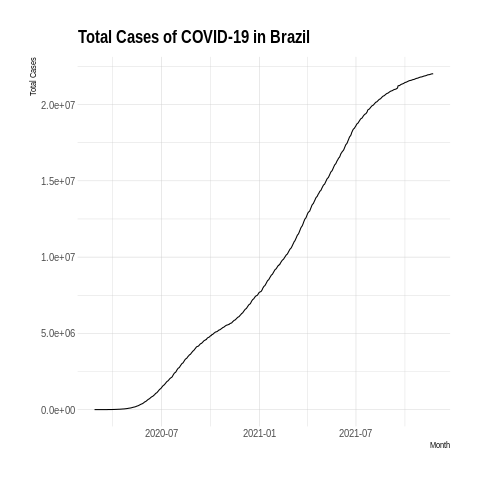 Total Cases of COVID-19 in Brazil
Total Cases
2.0e+07
1.5e+07
1.0e+07
5.0e+06
0.0e+00
2020-07 2021-01 2021-07
Month